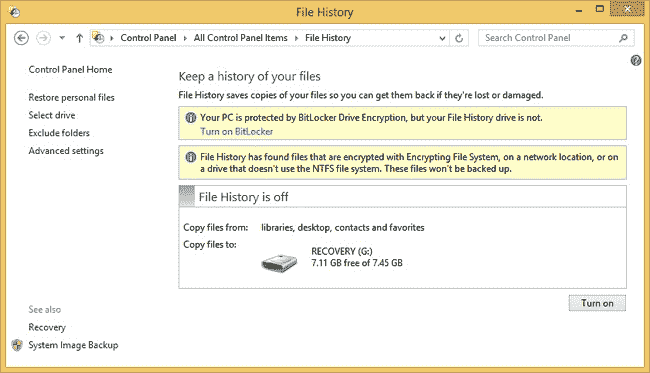 File History
Control Panel
All Control Panel Items
File History
Search Control Panel
Control Panel Home
Restore personal files
Select drive
Exclude folders
Advanced settings
Keep a history of your files
File History saves copies of your files so you can get them back if they're lost or damaged.
Your PC is protected by BitLocker Drive Encryption, but your File History drive is not.
Turn on BitLocker
File History has found files that are encrypted with Encrypting File System, on a network location, or on
a drive that doesn't use the NTFS file system. These files won't be backed up.
File History is off
Copy files from: libraries, desktop, contacts and favorites
Copy files to:
RECOVERY (G:)
7.11 GB free of 7.45 GB
Turn on
See also
Recovery
System Image Backup